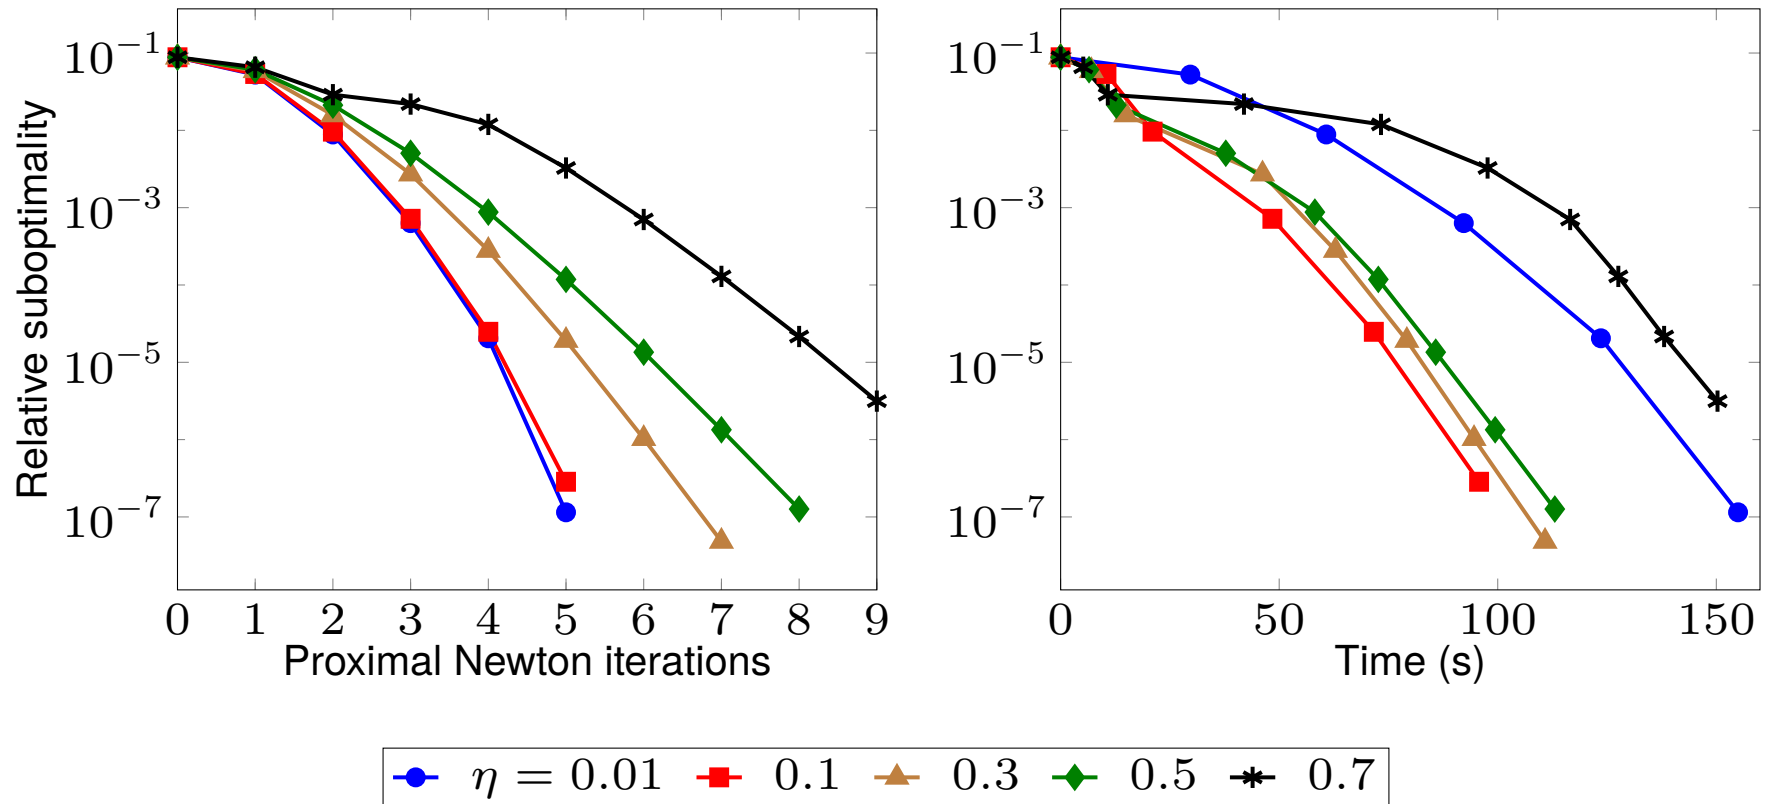 Relative suboptimality
10⁻¹
10⁻³
10⁻⁵
10⁻⁷
0 1 2 3 4 5 6 7 8 9
Proximal Newton iterations
10⁻¹
10⁻³
10⁻⁵
10⁻⁷
0 50 100 150
Time (s)
η = 0.01 0.1 0.3 0.5 0.7